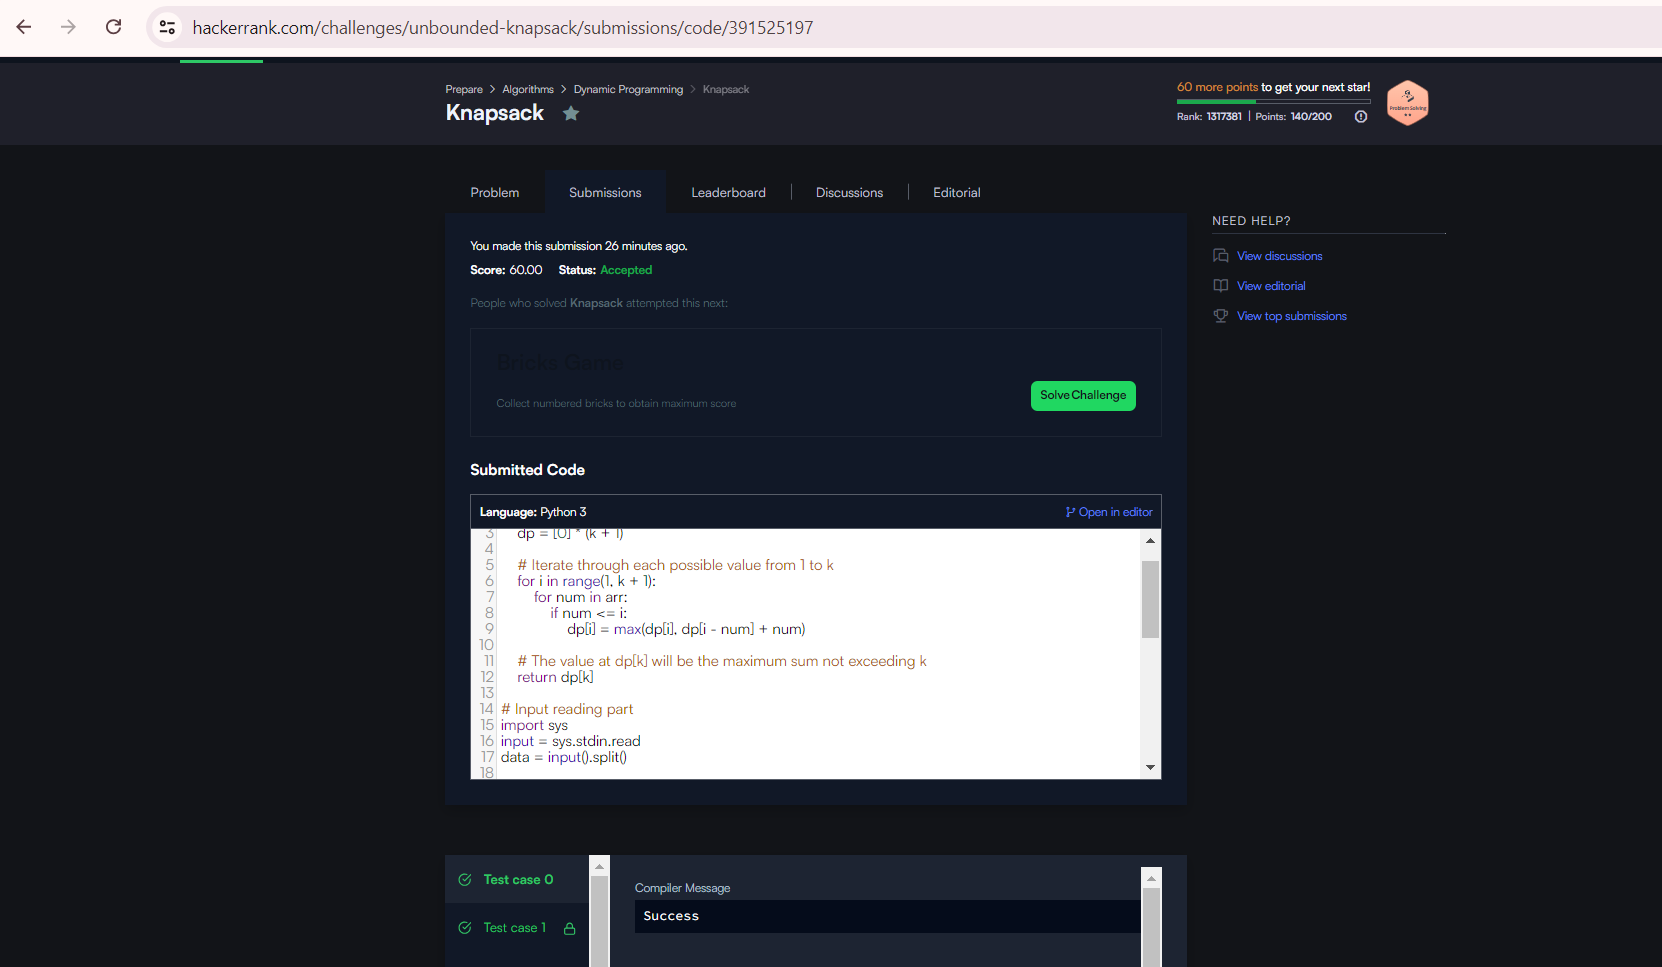 hackerrank.com/challenges/unbounded-knapsack/submissions/code/391525197
Prepare > Algorithms > Dynamic Programming > Knapsack
Knapsack
60 more points to get your next star!
Rank: 1317381 | Points: 140/200
Problem Solving
Problem
Submissions
Leaderboard
Discussions
Editorial
NEED HELP?
View discussions
View editorial
View top submissions
You made this submission 26 minutes ago.
Score: 60.00 Status: Accepted
People who solved Knapsack attempted this next:
Bricks Game
Collect numbered bricks to obtain maximum score
Solve Challenge
Submitted Code
Language: Python 3
Open in editor
3 dp = [0] * (k + 1)
4
5 # Iterate through each possible value from 1 to k
6 for i in range(1, k + 1):
7 for num in arr:
8 if num <= i:
9 dp[i] = max(dp[i], dp[i - num] + num)
10
11 # The value at dp[k] will be the maximum sum not exceeding k
12 return dp[k]
13
14 # Input reading part
15 import sys
16 input = sys.stdin.read
17 data = input().split()
18
Test case 0
Test case 1
Compiler Message
Success